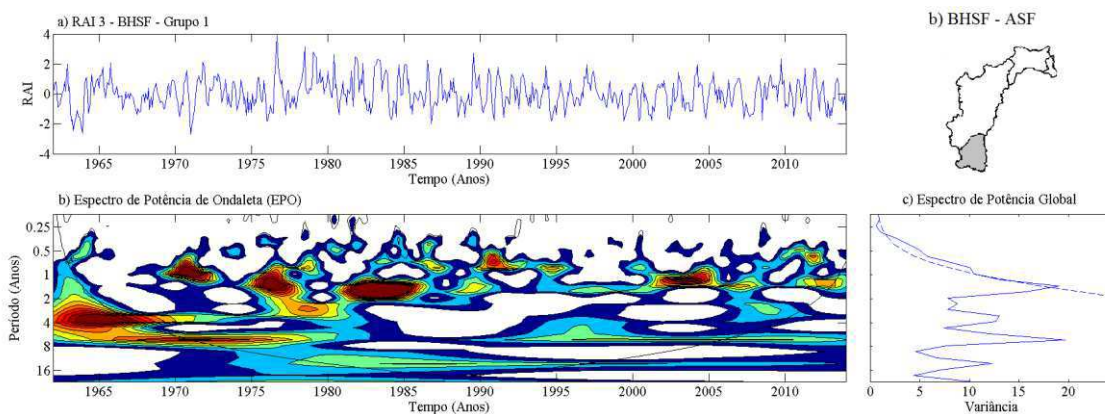 a) RAI 3 - BHSF - Grupo 1
b) BHSF - ASF
4
2
0
-2
-4
RAI
1965 1970 1975 1980 1985 1990 1995 2000 2005 2010
Tempo (Anos)
b) Espectro de Potência de Ondaleta (EPO)
c) Espectro de Potência Global
0.25
0.5
1
2
4
8
16
Período (Anos)
1965 1970 1975 1980 1985 1990 1995 2000 2005 2010
Tempo (Anos)
0 5 10 15 20
Variância